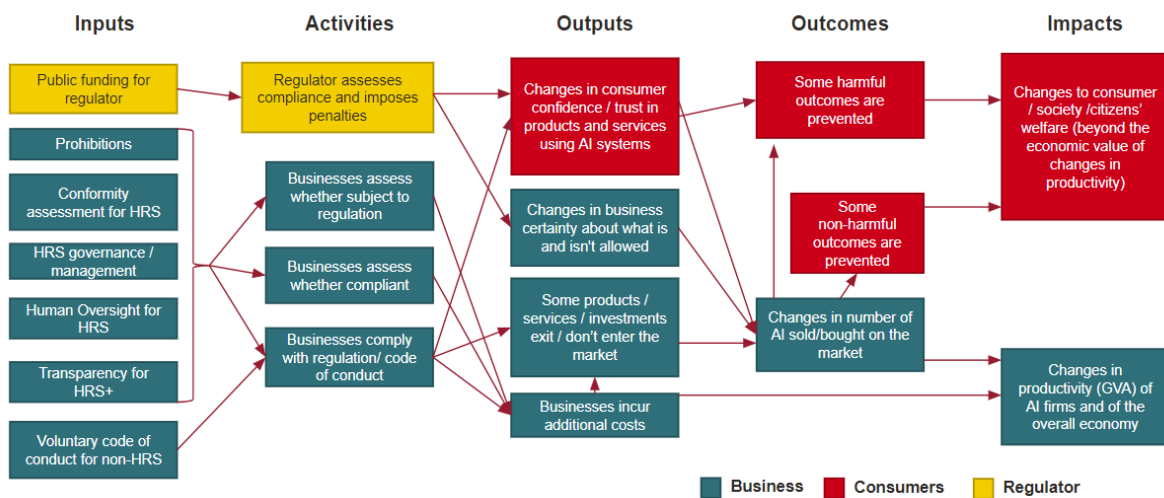 Inputs
Activities
Outputs
Outcomes
Impacts
Public funding for
regulator
Prohibitions
Conformity
assessment for HRS
HRS governance /
management
Human Oversight for
HRS
Transparency for
HRS+
Voluntary code of
conduct for non-HRS
Regulator assesses
compliance and imposes
penalties
Businesses assess
whether subject to
regulation
Businesses assess
whether compliant
Businesses comply
with regulation/ code
of conduct
Changes in consumer
confidence / trust in
products and services
using AI systems
Changes in business
certainty about what is
and isn't allowed
Some products /
services / investments
exit / don't enter the
market
Businesses incur
additional costs
Some harmful
outcomes are
prevented
Some
non-harmful
outcomes are
prevented
Changes in number of
AI sold/bought on the
market
Changes to consumer
/ society /citizens'
welfare (beyond the
economic value of
changes in
productivity)
Changes in
productivity (GVA) of
AI firms and of the
overall economy
Business
Consumers
Regulator